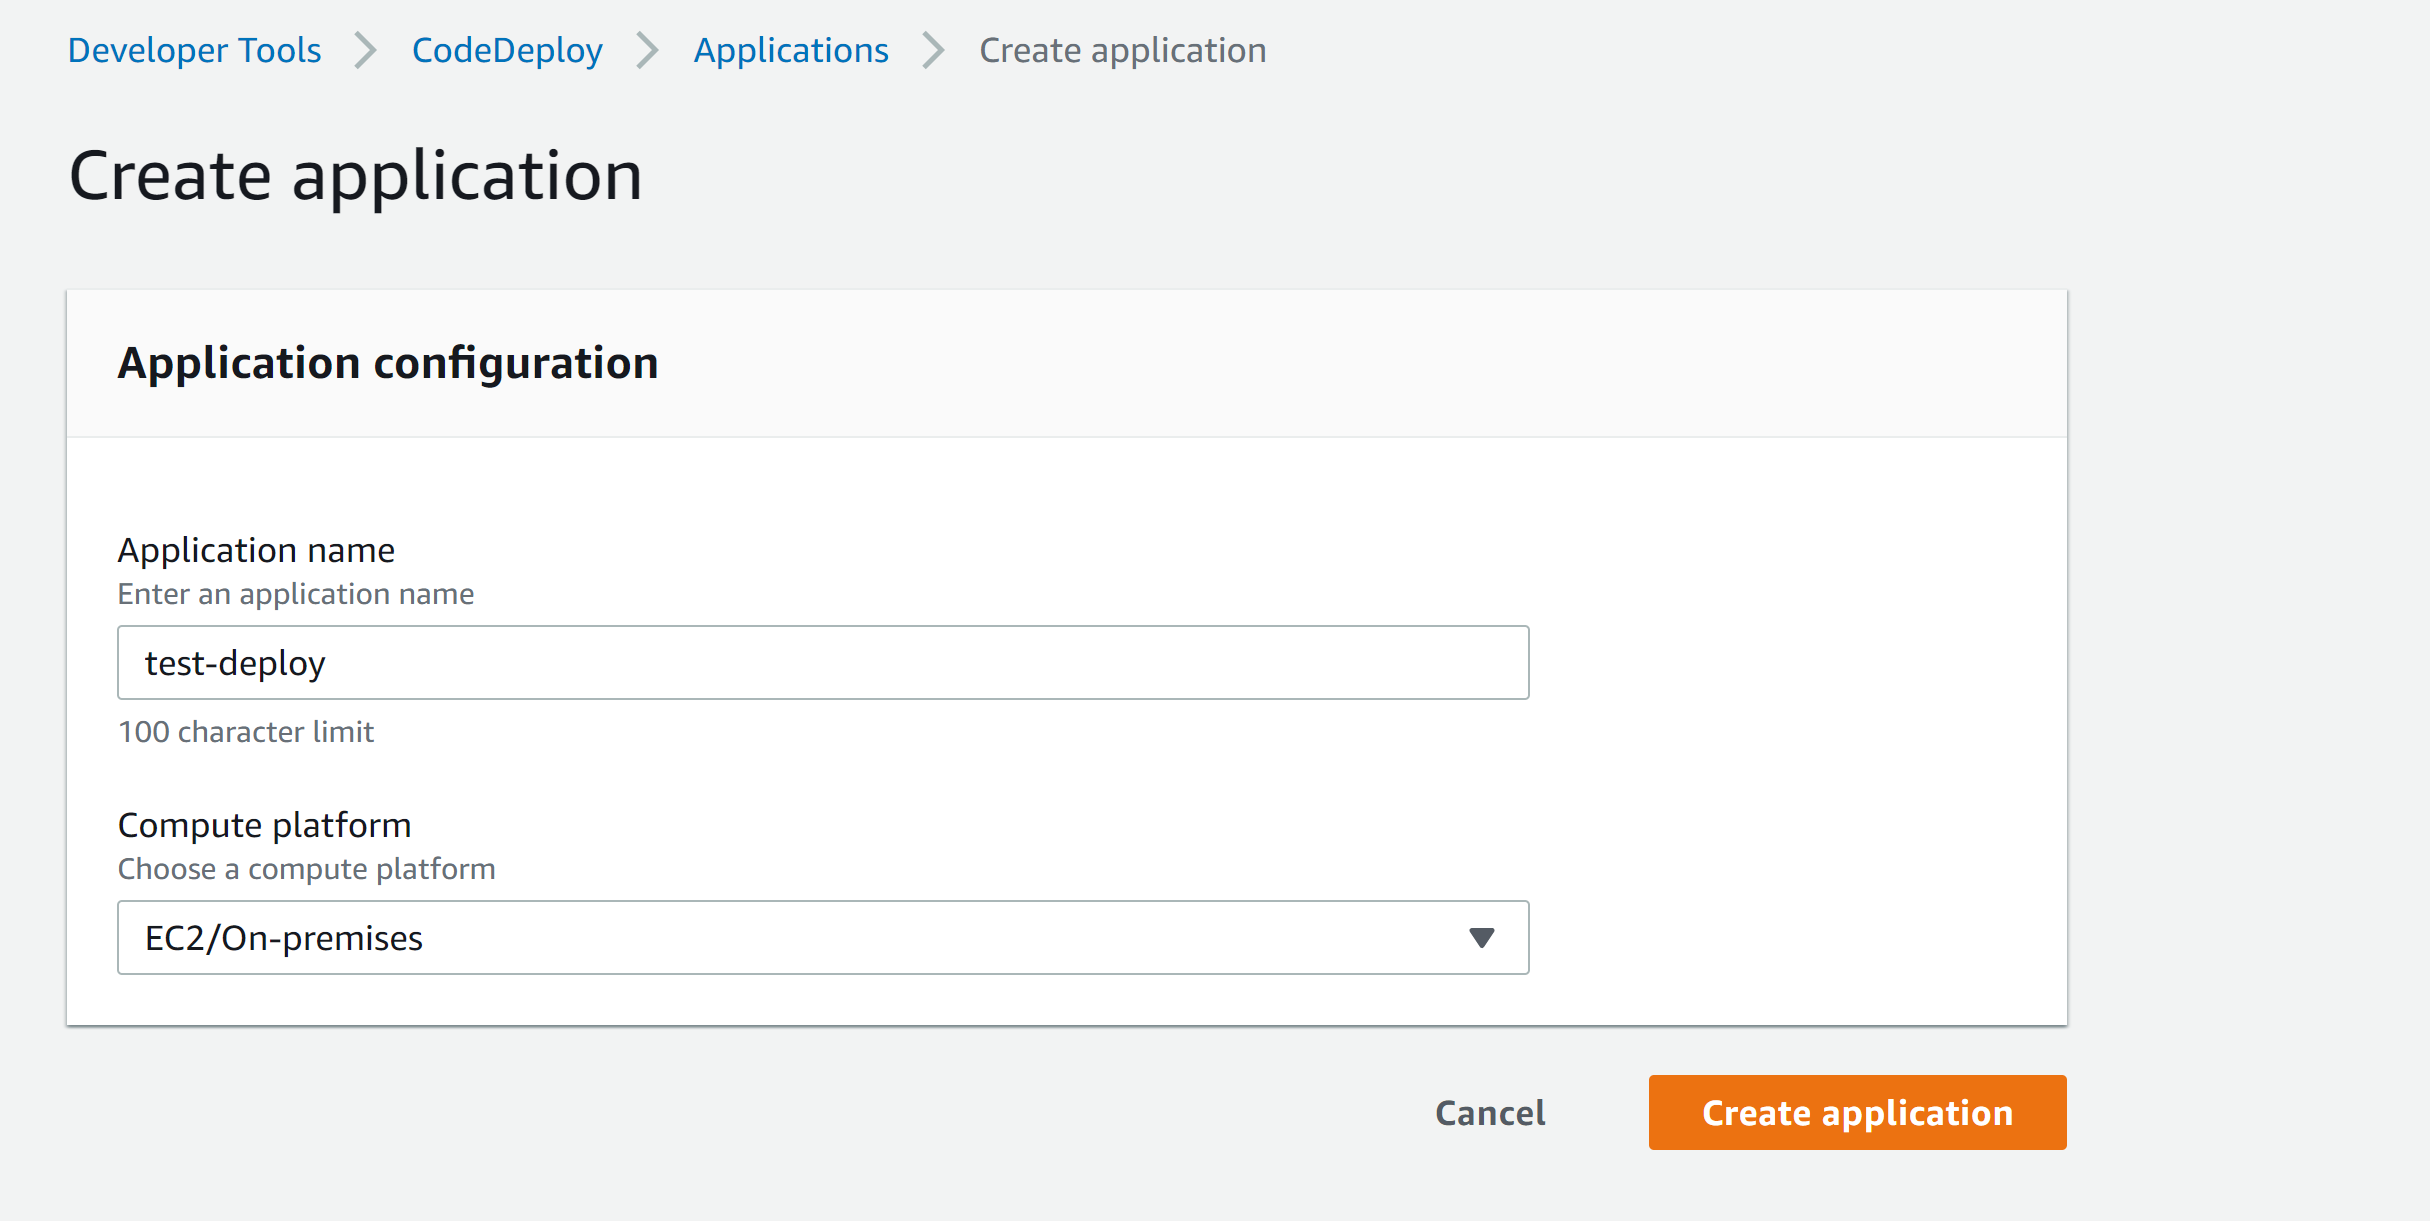 Developer Tools > CodeDeploy > Applications > Create application
Create application
Application configuration
Application name
Enter an application name
test-deploy
100 character limit
Compute platform
Choose a compute platform
EC2/On-premises
Cancel Create application